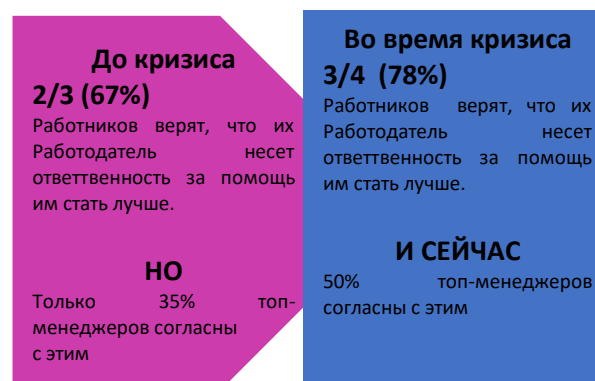 До кризиса
2/3 (67%)
Работников верят, что их
Работодатель несет
ответтвенность за помощь
им стать лучше.
НО
Только 35% топ-
менеджеров согласны
с этим
Во время кризиса
3/4 (78%)
Работников верят, что их
Работодатель несет
ответтвенность за помощь
им стать лучше.
И СЕЙЧАС
50% топ-менеджеров
согласны с этим